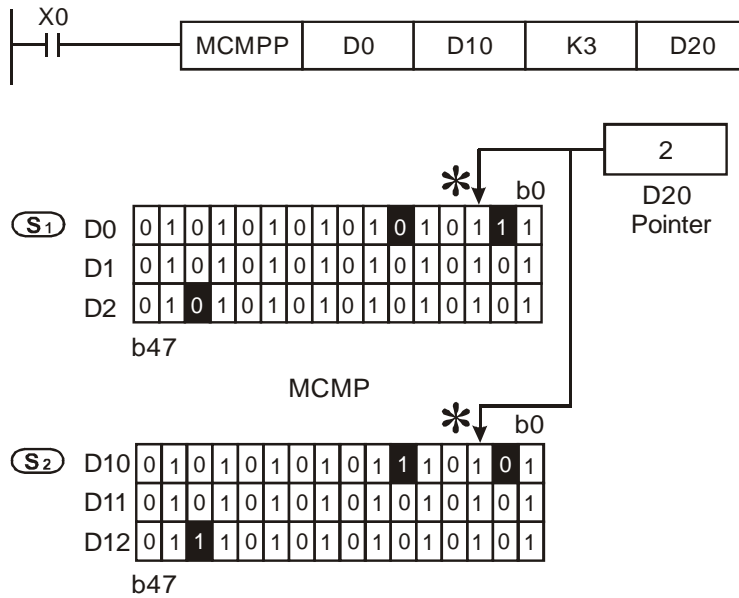 X0
MCMPP D0 D10 K3 D20
2
D20
Pointer
* b0
S1 D0 0 1 0 1 0 1 0 1 0 1 0 1 0 1 1 1
D1 0 1 0 1 0 1 0 1 0 1 0 1 0 1 0 1
D2 0 1 0 1 0 1 0 1 0 1 0 1 0 1 0 1
b47
MCMP
* b0
S2 D10 0 1 0 1 0 1 0 1 0 1 1 1 0 1 0 1
D11 0 1 0 1 0 1 0 1 0 1 0 1 0 1 0 1
D12 0 1 1 1 0 1 0 1 0 1 0 1 0 1 0 1
b47